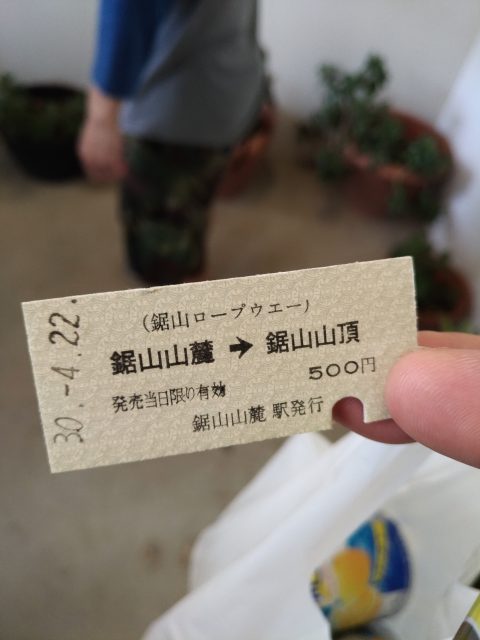 30.-4.22.
(鋸山ロープウエー)
鋸山山麓 → 鋸山山頂
500円
発売当日限り有効
鋸山山麓 駅発行